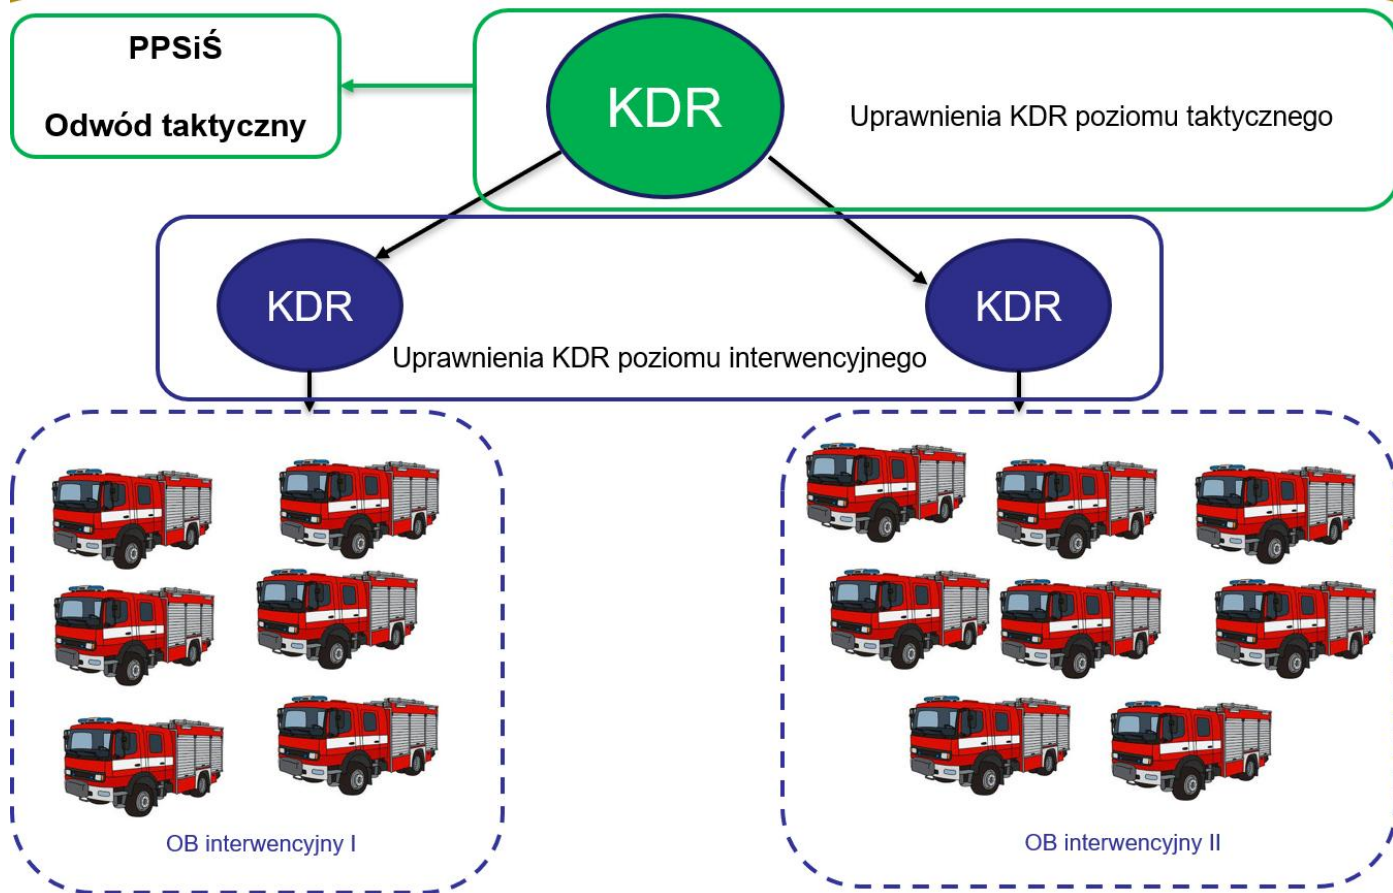 PPSiŚ
Odwód taktyczny
KDR
Uprawnienia KDR poziomu taktycznego
KDR
KDR
Uprawnienia KDR poziomu interwencyjnego
OB interwencyjny I
OB interwencyjny II